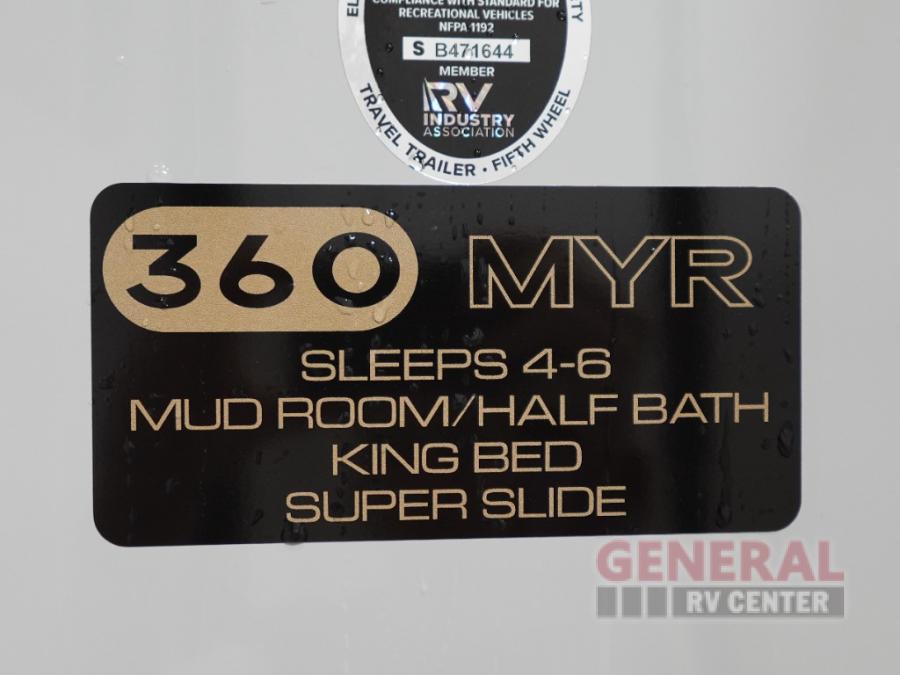 COMPLIANCE WITH STANDARD FOR
RECREATIONAL VEHICLES
NFPA 1192
S B471644
MEMBER
RV
INDUSTRY
ASSOCIATION
TRAVEL TRAILER • FIFTH WHEEL
360 MYR
SLEEPS 4-6
MUD ROOM/HALF BATH
KING BED
SUPER SLIDE
GENERAL
RV CENTER